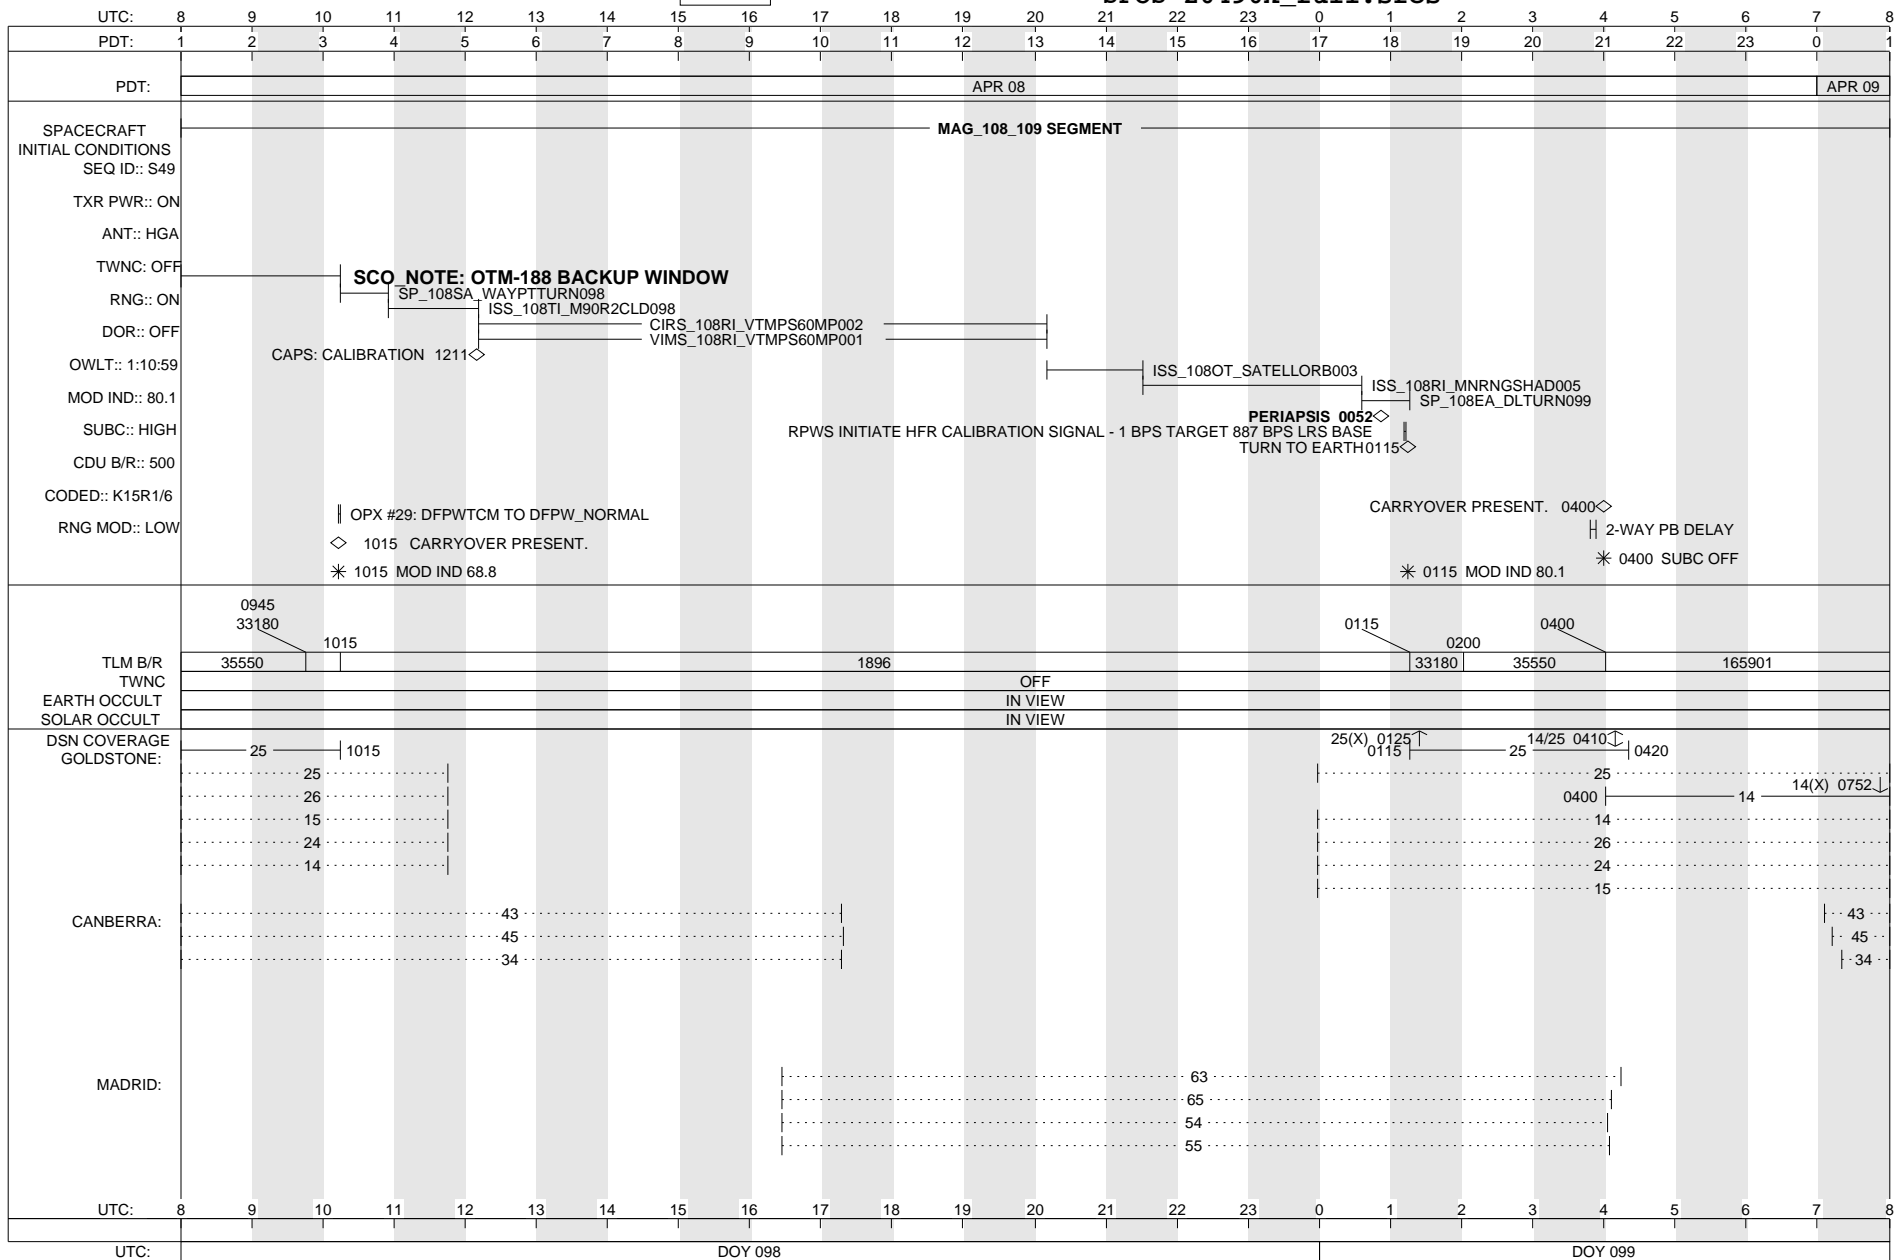 UTC: 8 9 10 11 12 13 14 15 16 17 18 19 20 21 22 23 0 1 2 3 4 5 6 7 8
PDT: 1 2 3 4 5 6 7 8 9 10 11 12 13 14 15 16 17 18 19 20 21 22 23 0 1
PDT: APR 08 APR 09
SPACECRAFT
INITIAL CONDITIONS
MAG_108_109 SEGMENT
SEQ ID:: S49
TXR PWR:: ON
ANT:: HGA
TWNC: OFF
SCO_NOTE: OTM-188 BACKUP WINDOW
SP_108SA_WAYPTTURN098
RNG:: ON
ISS_108TI_M90R2CLD098
CIRS_108RI_VTMPS60MP002
DOR:: OFF
VIMS_108RI_VTMPS60MP001
CAPS: CALIBRATION 1211
OWLT:: 1:10:59
ISS_108OT_SATELLORB003
ISS_108RI_MNRNGSHAD005
MOD IND:: 80.1
SP_108EA_DLTURN099
PERIAPSIS 0052
SUBC:: HIGH
RPWS INITIATE HFR CALIBRATION SIGNAL - 1 BPS TARGET 887 BPS LRS BASE
TURN TO EARTH0115
CDU B/R:: 500
CODED:: K15R1/6
CARRYOVER PRESENT. 0400
OPX #29: DFPWTCM TO DFPW_NORMAL
RNG MOD:: LOW
2-WAY PB DELAY
1015 CARRYOVER PRESENT.
0400 SUBC OFF
1015 MOD IND 68.8
0115 MOD IND 80.1
0945
33180
1015
0115
0200
0400
TLM B/R 35550 1896 33180 35550 165901
TWNC OFF
EARTH OCCULT IN VIEW
SOLAR OCCULT IN VIEW
DSN COVERAGE
GOLDSTONE:
25 1015
25(X) 0125
14/25 0410
0115 25 0420
25 25
14(X) 0752
26 0400 14
15 14
24 26
14 24
15
CANBERRA:
43 43
45 45
34 34
MADRID:
63
65
54
55
UTC: 8 9 10 11 12 13 14 15 16 17 18 19 20 21 22 23 0 1 2 3 4 5 6 7 8
UTC: DOY 098 DOY 099